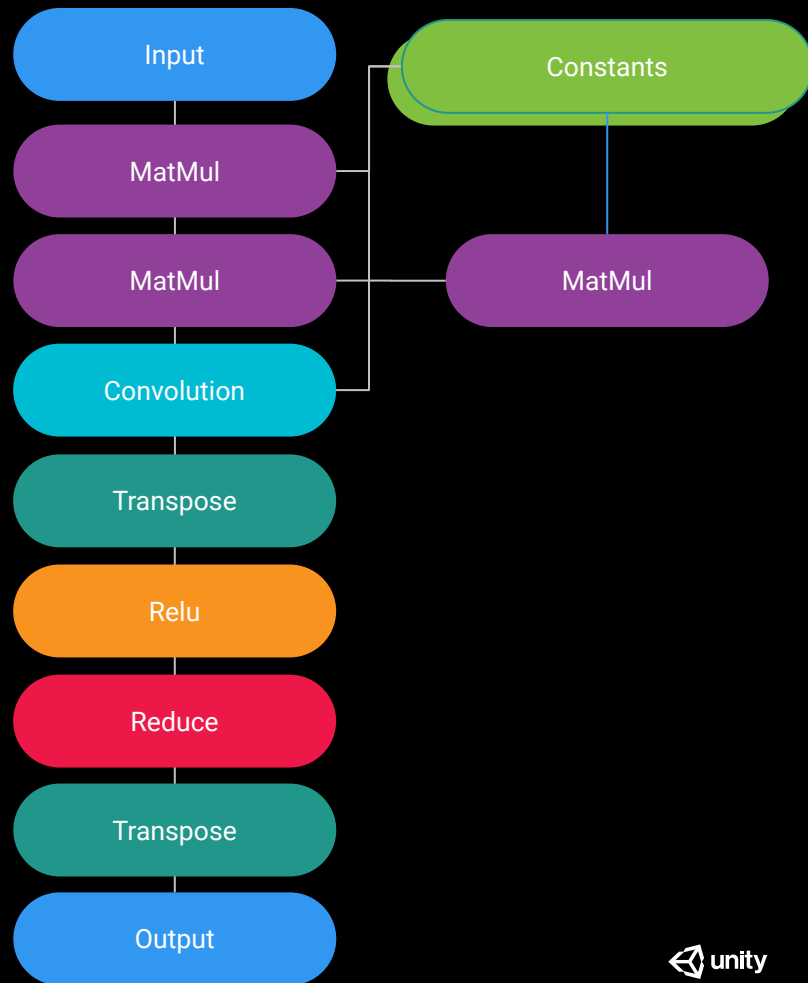 Input
Constants
MatMul
MatMul
MatMul
Convolution
Transpose
Relu
Reduce
Transpose
Output
unity